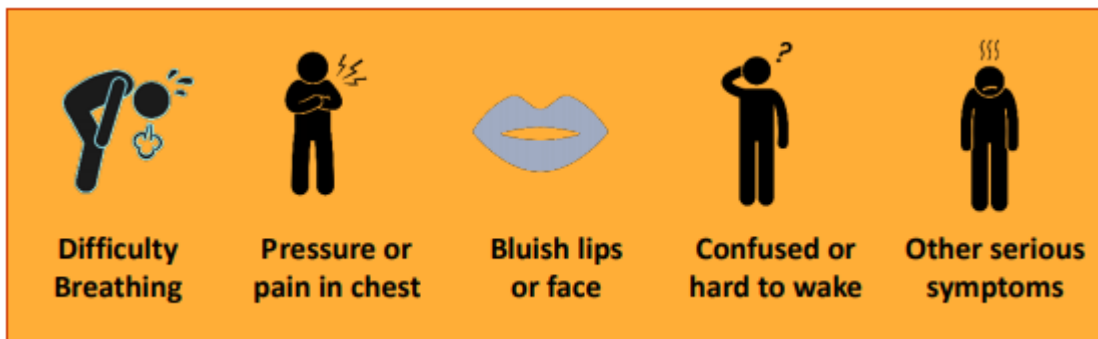 ?
Difficulty
Breathing
Pressure or
pain in chest
Bluish lips
or face
Confused or
hard to wake
Other serious
symptoms